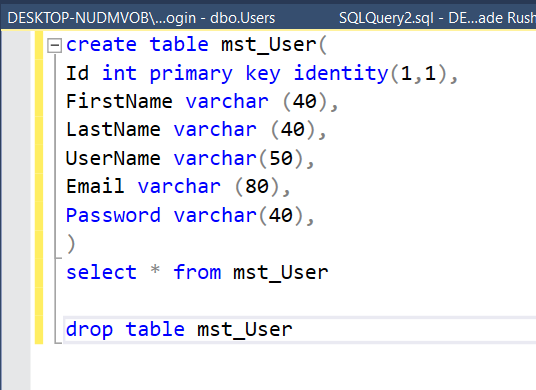 DESKTOP-NUDMVOB\...ogin - dbo.Users SQLQuery2.sql - DE...ade Rush
create table mst_User(
Id int primary key identity(1,1),
FirstName varchar (40),
LastName varchar (40),
UserName varchar(50),
Email varchar (80),
Password varchar(40),
)
select * from mst_User
drop table mst_User